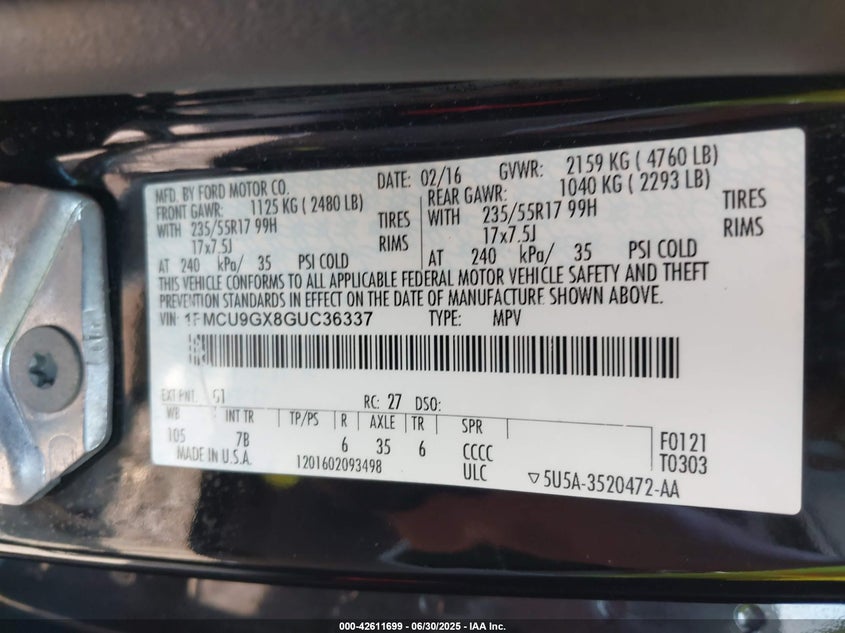 MFD. BY FORD MOTOR CO. DATE: 02/16 GVWR: 2159 KG ( 4760 LB)
FRONT GAWR: 1125 KG ( 2480 LB) REAR GAWR: 1040 KG ( 2293 LB)
WITH 235/55R17 99H TIRES WITH 235/55R17 99H TIRES
17x7.5J RIMS 17x7.5J RIMS
AT 240 kPa/ 35 PSI COLD AT 240 kPa/ 35 PSI COLD
THIS VEHICLE CONFORMS TO ALL APPLICABLE FEDERAL MOTOR VEHICLE SAFETY AND THEFT
PREVENTION STANDARDS IN EFFECT ON THE DATE OF MANUFACTURE SHOWN ABOVE.
VIN: 1FMCU9GX8GUC36337 TYPE: MPV
EXT PNT: G1 RC: 27 DSO:
WB INT TR TP/PS R AXLE TR SPR
105 7B 6 35 6 CCCC F0121
MADE IN U.S.A. 1201602093498 ULC T0303
▽5U5A-3520472-AA
000-42611699 - 06/30/2025 - IAA Inc.